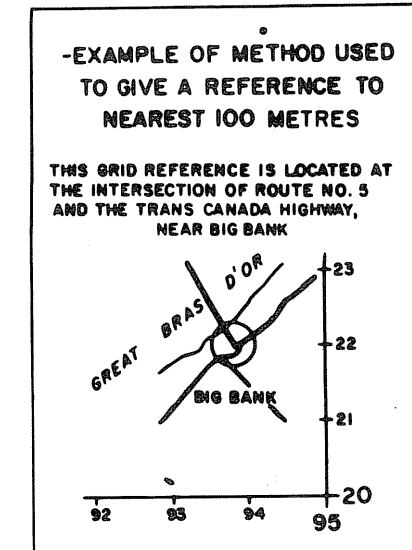 -EXAMPLE OF METHOD USED
TO GIVE A REFERENCE TO
NEAREST 100 METRES
THIS GRID REFERENCE IS LOCATED AT
THE INTERSECTION OF ROUTE NO. 5
AND THE TRANS CANADA HIGHWAY,
NEAR BIG BANK
GREAT BRAS D'OR
23
22
BIG BANK
21
20
92 93 94 95